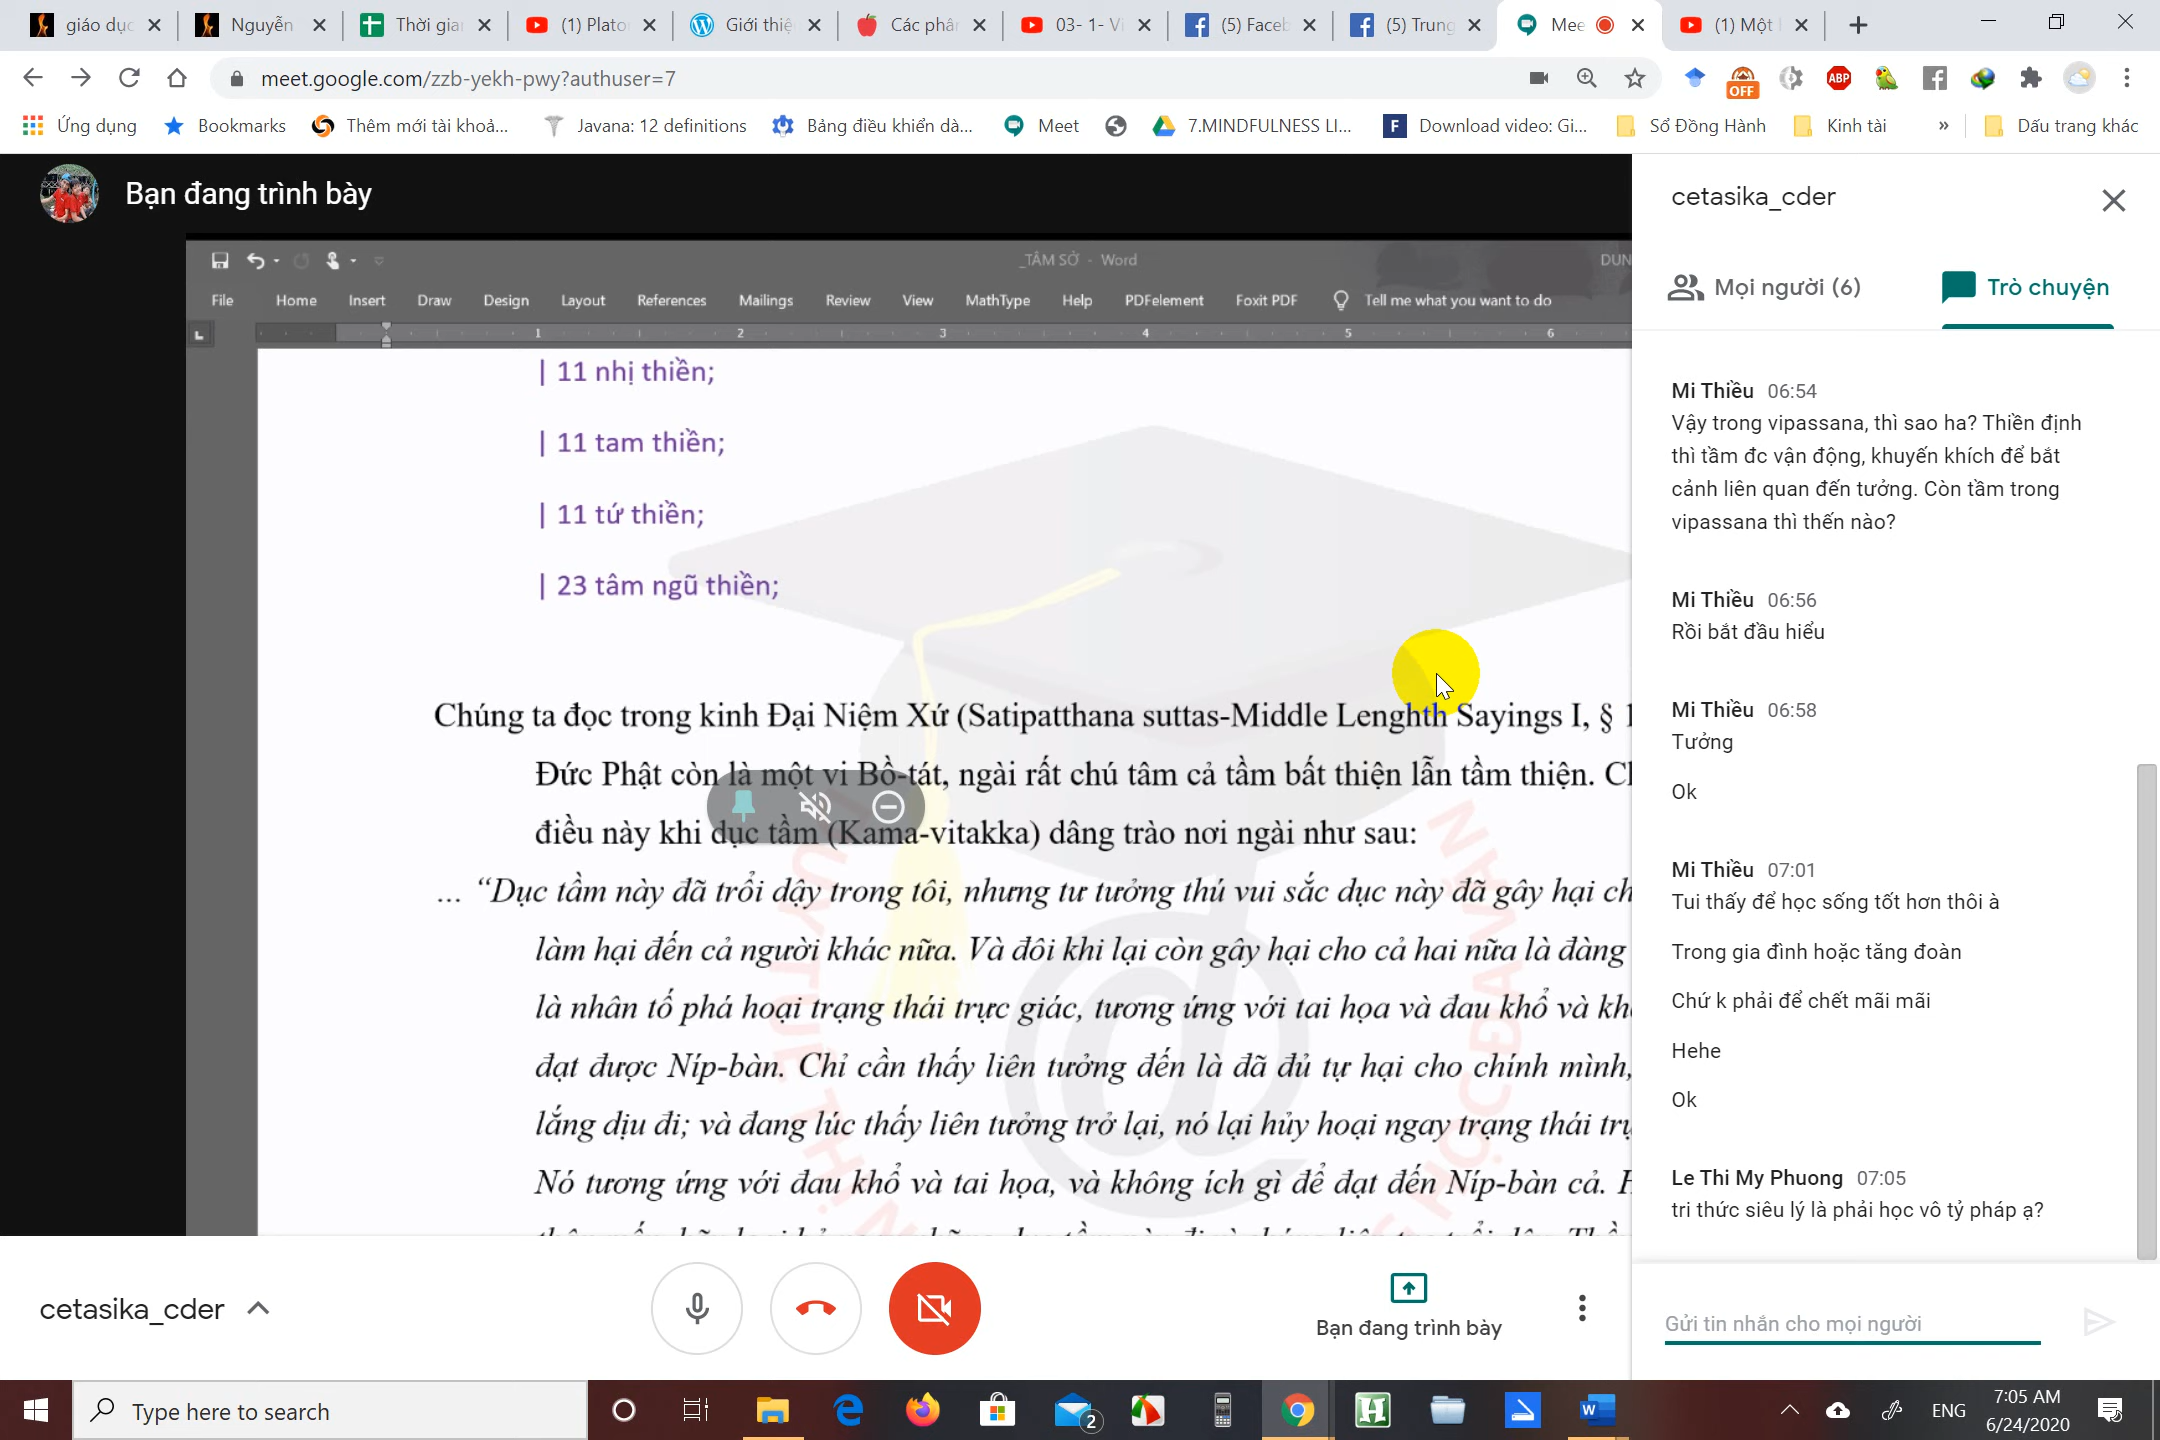 giáo dục
Nguyễn
Thời gia
(1) Plato
Giới thiệ
Các phâ
03- 1- Vi
(5) Faceb
(5) Trung
Mee
(1) Một
meet.google.com/zzb-yekh-pwy?authuser=7
OFF
ABP
Ứng dụng
Bookmarks
Thêm mới tài khoả...
Javana: 12 definitions
Bảng điều khiển dà...
Meet
7.MINDFULNESS LI...
Download video: Gi...
Sổ Đồng Hành
Kinh tài
»
Dấu trang khác
Bạn đang trình bày
_TÂM SỞ - Word
DUN
File Home Insert Draw Design Layout References Mailings Review View MathType Help PDFelement Foxit PDF Tell me what you want to do
1 2 3 4 5 6
| 11 nhị thiền;
| 11 tam thiền;
| 11 tứ thiền;
| 23 tâm ngũ thiền;
Chúng ta đọc trong kinh Đại Niệm Xứ (Satipatthana suttas-Middle Lenghth Sayings I, § 1
Đức Phật còn là một vị Bồ-tát, ngài rất chú tâm cả tầm bất thiện lẫn tầm thiện. Cl
điều này khi dục tầm (Kama-vitakka) dâng trào nơi ngài như sau:
... “Dục tầm này đã trổi dậy trong tôi, nhưng tư tưởng thú vui sắc dục này đã gây hại ch
làm hại đến cả người khác nữa. Và đôi khi lại còn gây hại cho cả hai nữa là đàng
là nhân tố phá hoại trạng thái trực giác, tương ứng với tai họa và đau khổ và kh
đạt được Níp-bàn. Chỉ cần thấy liên tưởng đến là đã đủ tự hại cho chính mình,
lắng dịu đi; và đang lúc thấy liên tưởng trở lại, nó lại hủy hoại ngay trạng thái trự
Nó tương ứng với đau khổ và tai họa, và không ích gì để đạt đến Níp-bàn cả. H
cetasika_cder
Mọi người (6)
Trò chuyện
Mi Thiều 06:54
Vậy trong vipassana, thì sao ha? Thiền định
thì tầm đc vận động, khuyến khích để bắt
cảnh liên quan đến tưởng. Còn tầm trong
vipassana thì thến nào?
Mi Thiều 06:56
Rồi bắt đầu hiểu
Mi Thiều 06:58
Tưởng
Ok
Mi Thiều 07:01
Tui thấy để học sống tốt hơn thôi à
Trong gia đình hoặc tăng đoàn
Chứ k phải để chết mãi mãi
Hehe
Ok
Le Thi My Phuong 07:05
tri thức siêu lý là phải học vô tỷ pháp ạ?
Gửi tin nhắn cho mọi người
cetasika_cder
Bạn đang trình bày
Type here to search
2
ENG
7:05 AM
6/24/2020